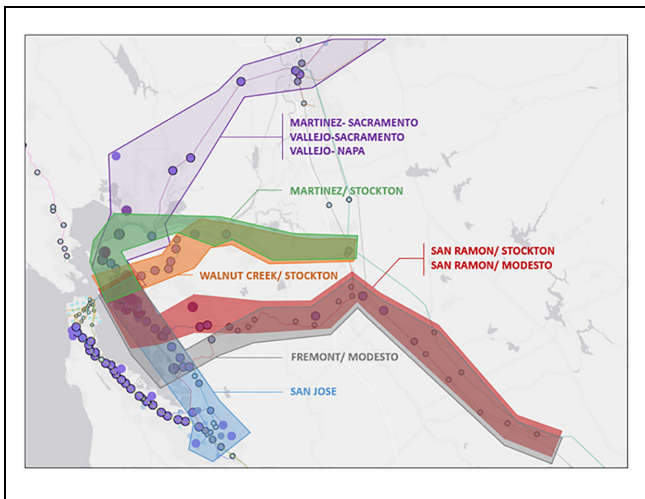 MARTINEZ- SACRAMENTO
VALLEJO-SACRAMENTO
VALLEJO- NAPA
MARTINEZ/ STOCKTON
SAN RAMON/ STOCKTON
SAN RAMON/ MODESTO
WALNUT CREEK/ STOCKTON
FREMONT/ MODESTO
SAN JOSE